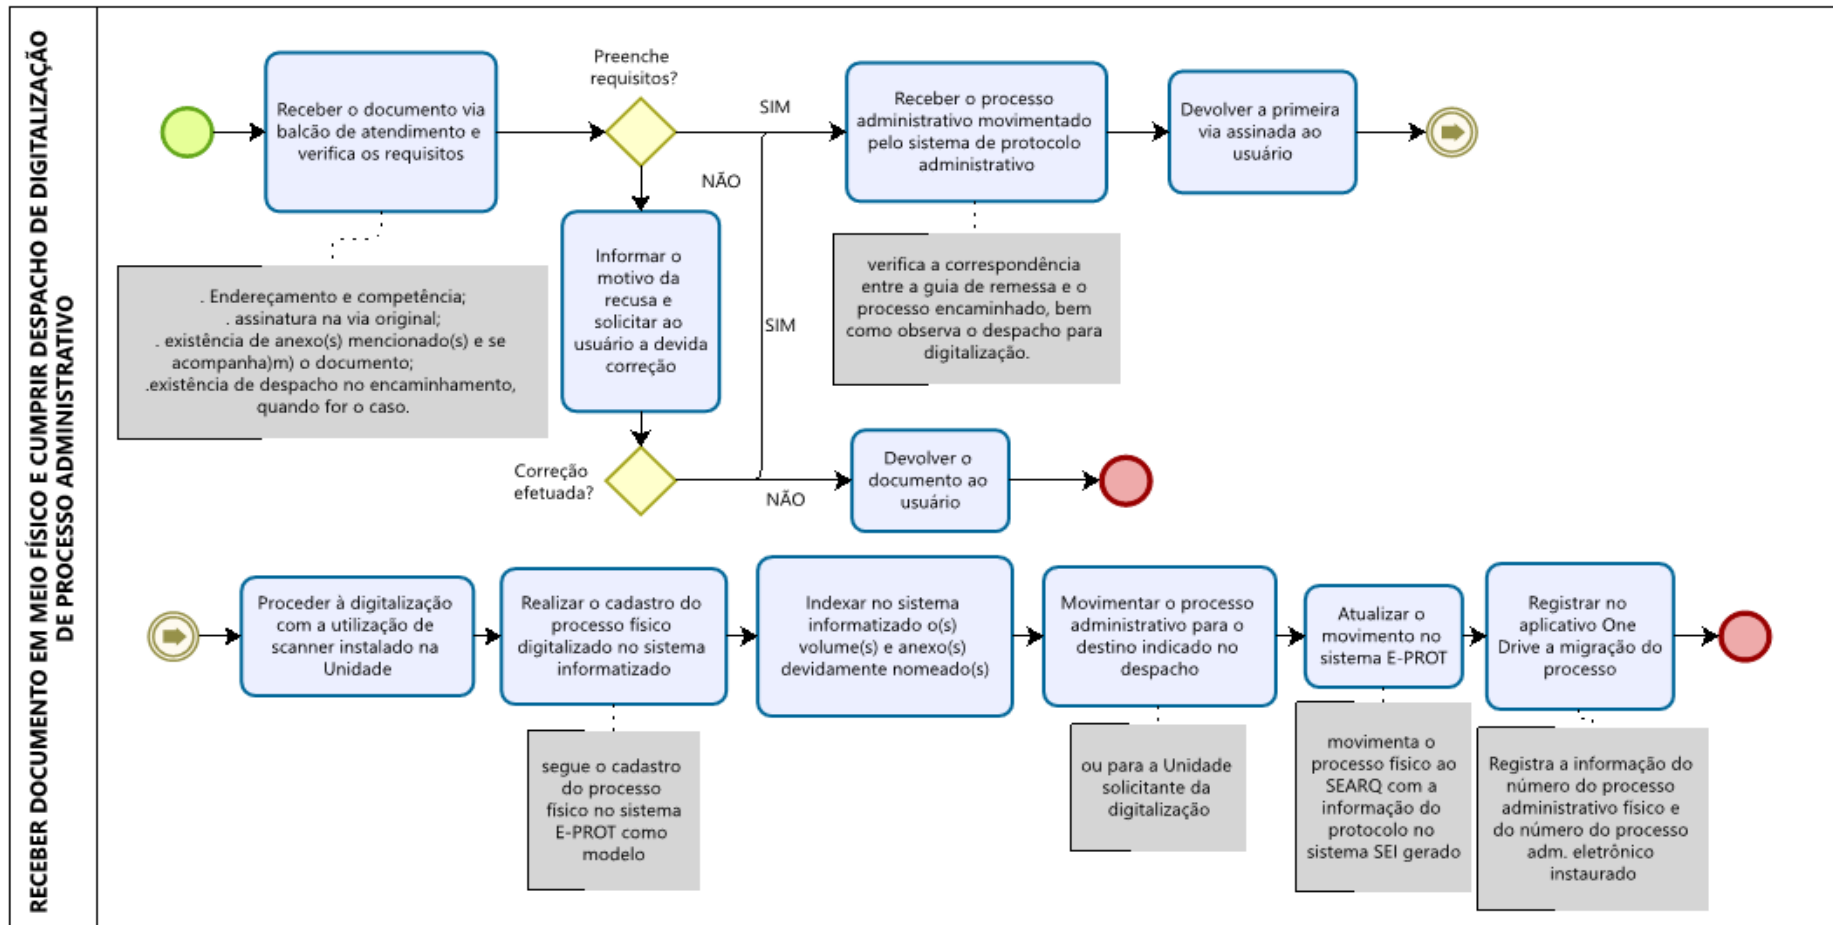 RECEBER DOCUMENTO EM MEIO FÍSICO E CUMPRIR DESPACHO DE DIGITALIZAÇÃO
DE PROCESSO ADMINISTRATIVO
Receber o documento via
balcão de atendimento e
verifica os requisitos
. Endereçamento e competência;
. assinatura na via original;
. existência de anexo(s) mencionado(s) e se
acompanha)m) o documento;
.existência de despacho no encaminhamento,
quando for o caso.
Preenche
requisitos?
SIM
NÃO
Informar o
motivo da
recusa e
solicitar ao
usuário a devida
correção
SIM
Correção
efetuada?
NÃO
Devolver o
documento ao
usuário
Receber o processo
administrativo movimentado
pelo sistema de protocolo
administrativo
verifica a correspondência
entre a guia de remessa e o
processo encaminhado, bem
como observa o despacho para
digitalização.
Devolver a primeira
via assinada ao
usuário
Proceder à digitalização
com a utilização de
scanner instalado na
Unidade
Realizar o cadastro do
processo físico
digitalizado no sistema
informatizado
segue o cadastro
do processo
físico no sistema
E-PROT como
modelo
Indexar no sistema
informatizado o(s)
volume(s) e anexo(s)
devidamente nomeado(s)
Movimentar o processo
administrativo para o
destino indicado no
despacho
ou para a Unidade
solicitante da
digitalização
Atualizar o
movimento no
sistema E-PROT
movimenta o
processo físico ao
SEARQ com a
informação do
protocolo no
sistema SEI gerado
Registrar no
aplicativo One
Drive a migração do
processo
Registra a informação do
número do processo
administrativo físico e
do número do processo
adm. eletrônico
instaurado